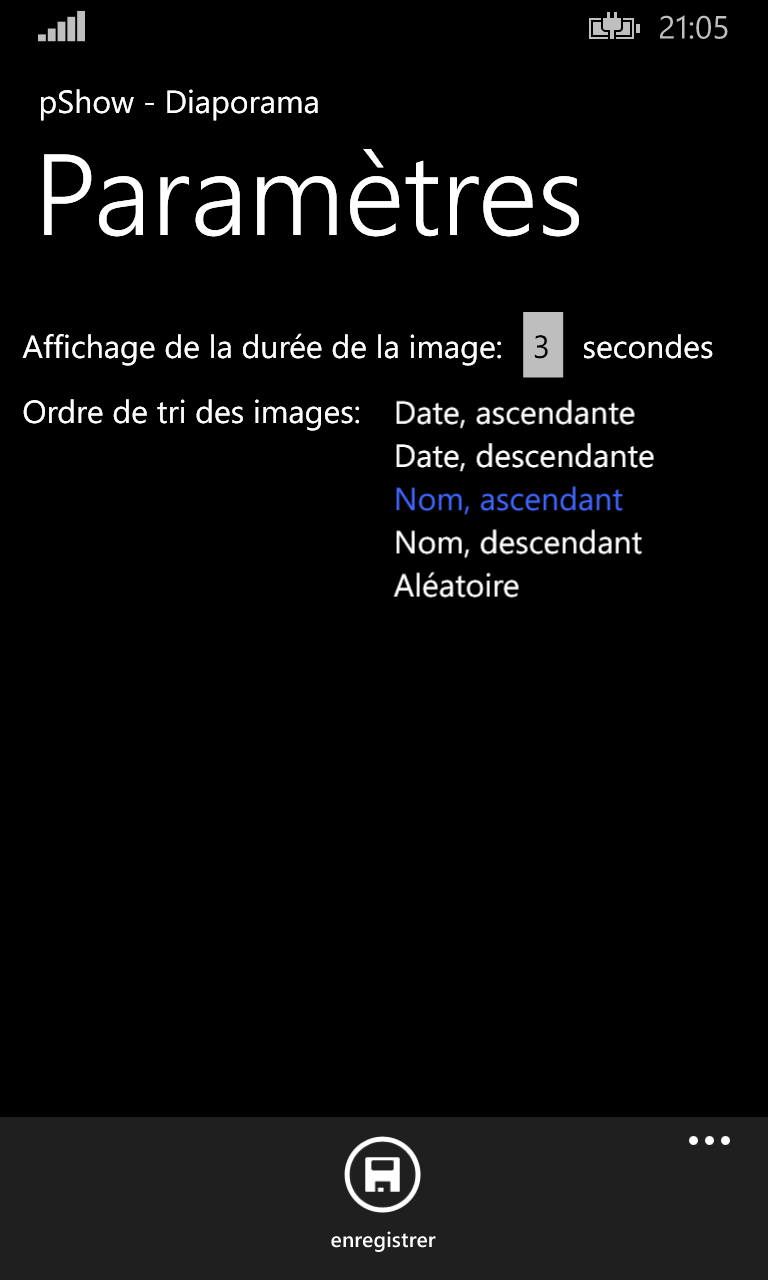 21:05
pShow - Diaporama
Paramètres
Affichage de la durée de la image: 3 secondes
Ordre de tri des images:
Date, ascendante
Date, descendante
Nom, ascendant
Nom, descendant
Aléatoire
enregistrer